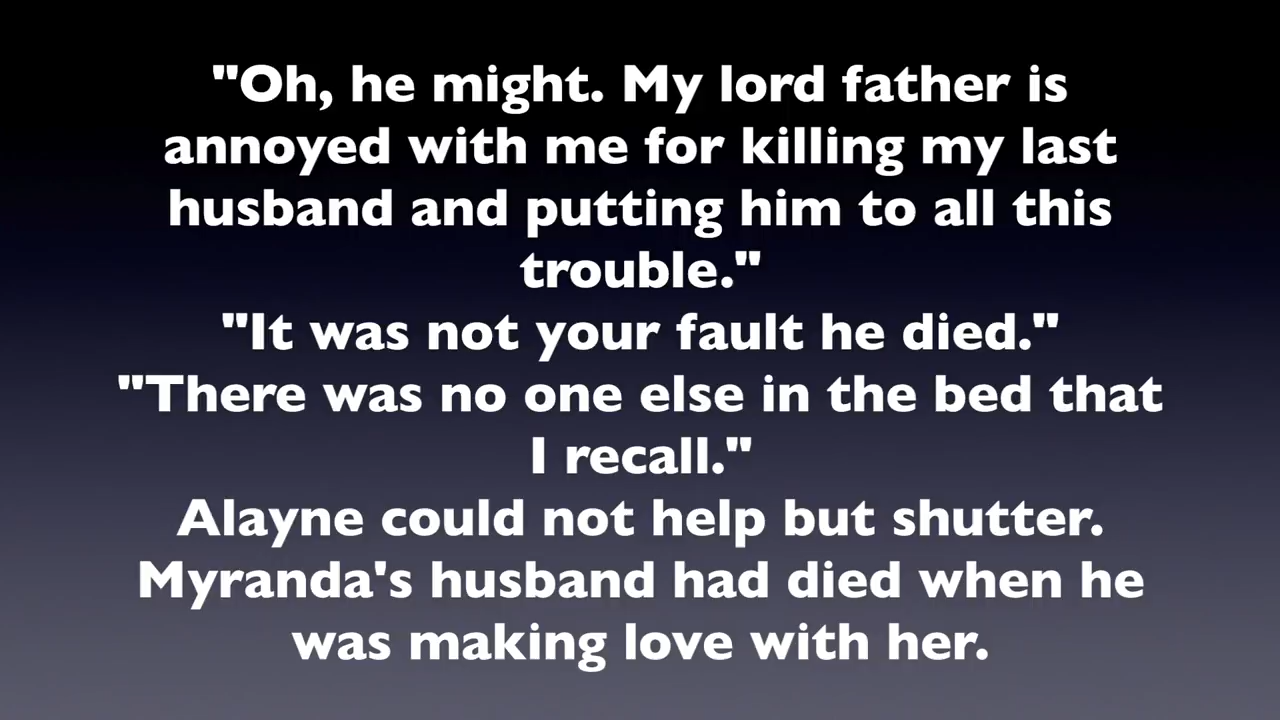 "Oh, he might. My lord father is
annoyed with me for killing my last
husband and putting him to all this
trouble."
"It was not your fault he died."
"There was no one else in the bed that
I recall."
Alayne could not help but shutter.
Myranda's husband had died when he
was making love with her.